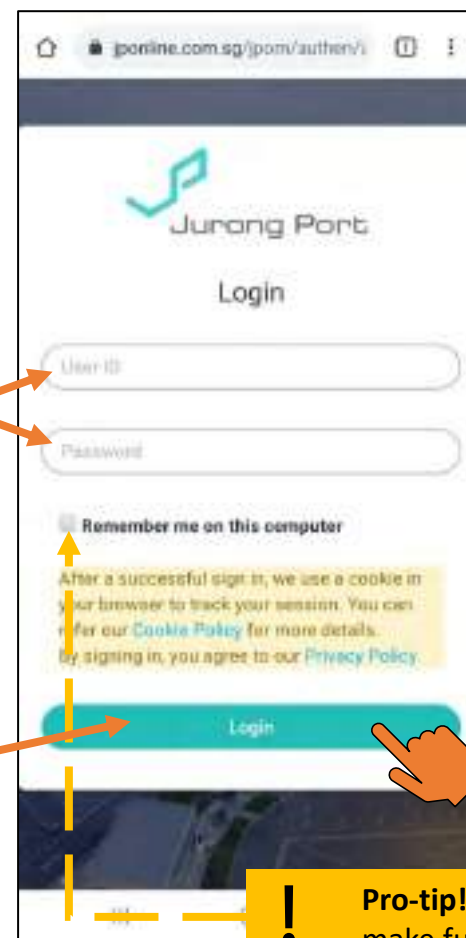 jponline.com.sg/jpom/authen/
Jurong Port
Login
User ID
Password
Remember me on this computer
After a successful sign in, we use a cookie in
your browser to track your session. You can
refer our Cookie Policy for more details.
By signing in, you agree to our Privacy Policy
Login
! Pro-tip!
make fu